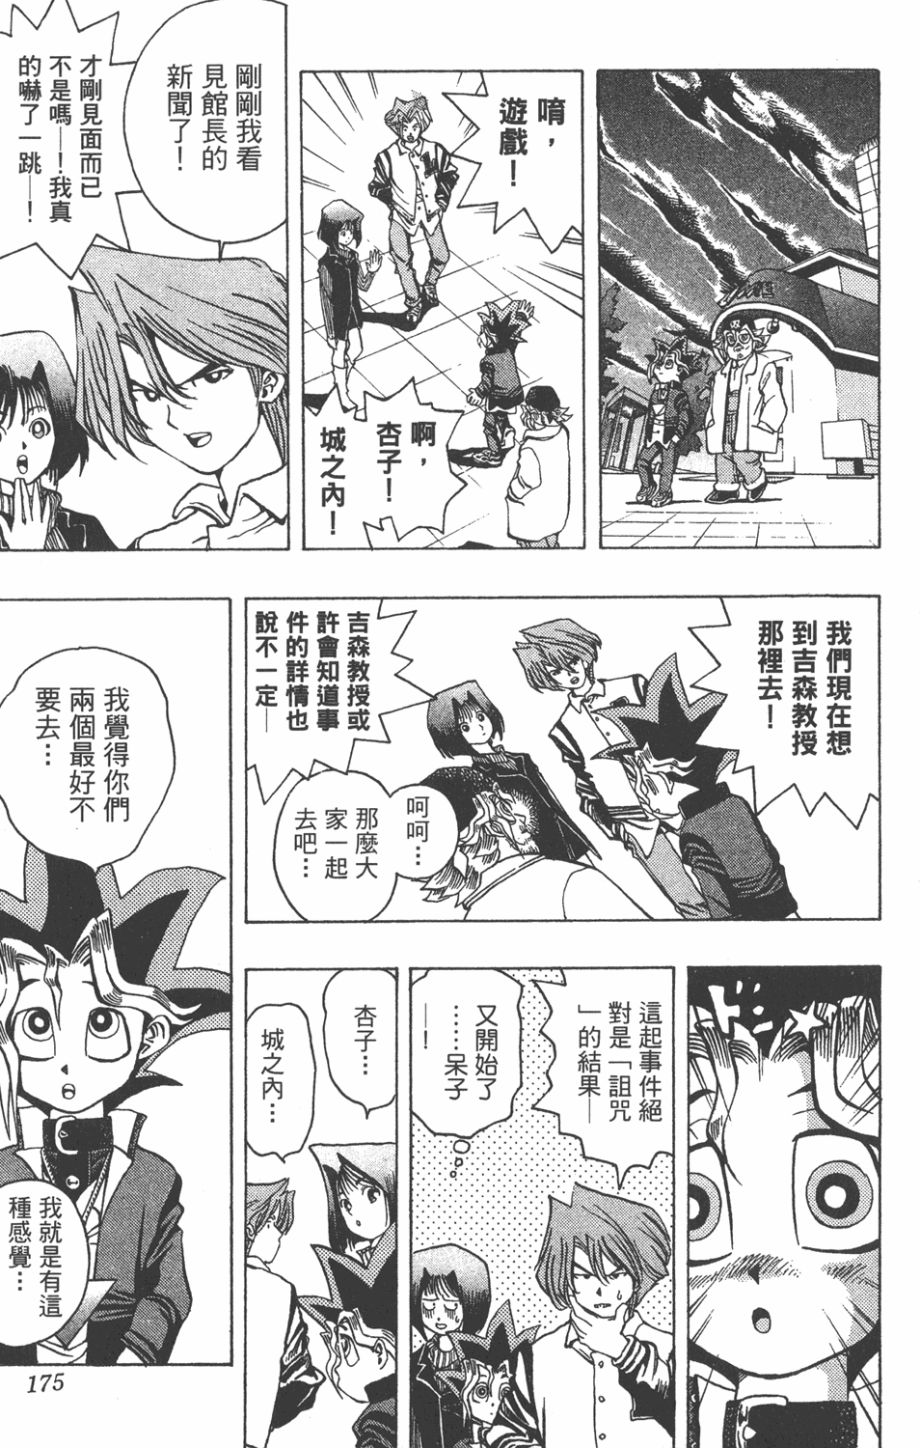 唷，
遊戲！
啊，
杏子！
城之內！
剛剛我看
見館長的
新聞了！
才剛見面而已
不是嗎——！我真
的嚇了一跳——！
我們現在想
到吉森教授
那裡去！
吉森教授或
許會知道事
件的詳情也
說不一定——
呵呵…
那麼大
家一起
去吧…
我覺得你們
兩個最好不
要去…
我就是有這
種感覺…
這起事件絕
對是「詛咒
」的結果——
又開始了
……呆子
——！
杏子…
城之內…
175